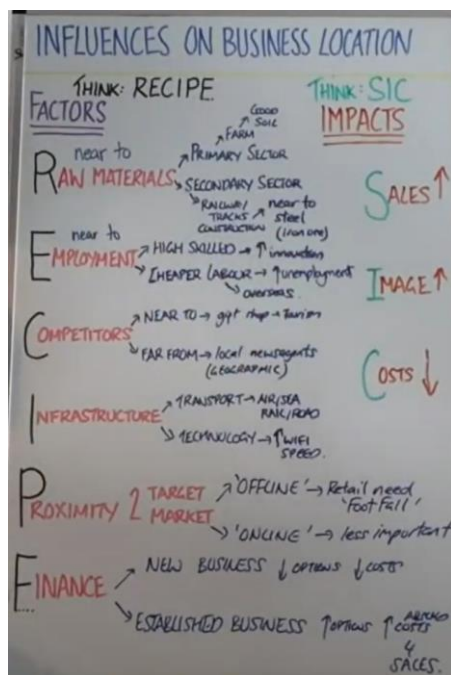 INFLUENCES ON BUSINESS LOCATION
THINK: RECIPE
THINK: SIC
FACTORS
IMPACTS
near to
RAW MATERIALS
↗ PRIMARY SECTOR
↗ FARM
↗ GOOD SOIL
↘ SECONDARY SECTOR
↘ RAILWAY TRACKS CONSTRUCTION
↗ near to steel (iron ore)
near to
EMPLOYMENT
↗ HIGH SKILLED → ↑ innovation
↘ CHEAPER LABOUR → ↑ unemployment
↘ overseas.
COMPETITORS
↗ NEAR TO → gift shop → tourism
↘ FAR FROM → local newsagents
(GEOGRAPHIC)
INFRASTRUCTURE
↗ TRANSPORT → AIR/SEA
RAIL/ROAD
↘ TECHNOLOGY → ↑ WIFI
SPEED.
PROXIMITY 2 TARGET MARKET
↗ 'OFFLINE' → Retail need
'Foot Fall'
↘ 'ONLINE' → less important
FINANCE
↗ NEW BUSINESS ↓ OPTIONS ↓ COSTS
↘ ESTABLISHED BUSINESS ↑ OPTIONS ↑ COSTS
SALES.
SALES ↑
IMAGE ↑
COSTS ↓